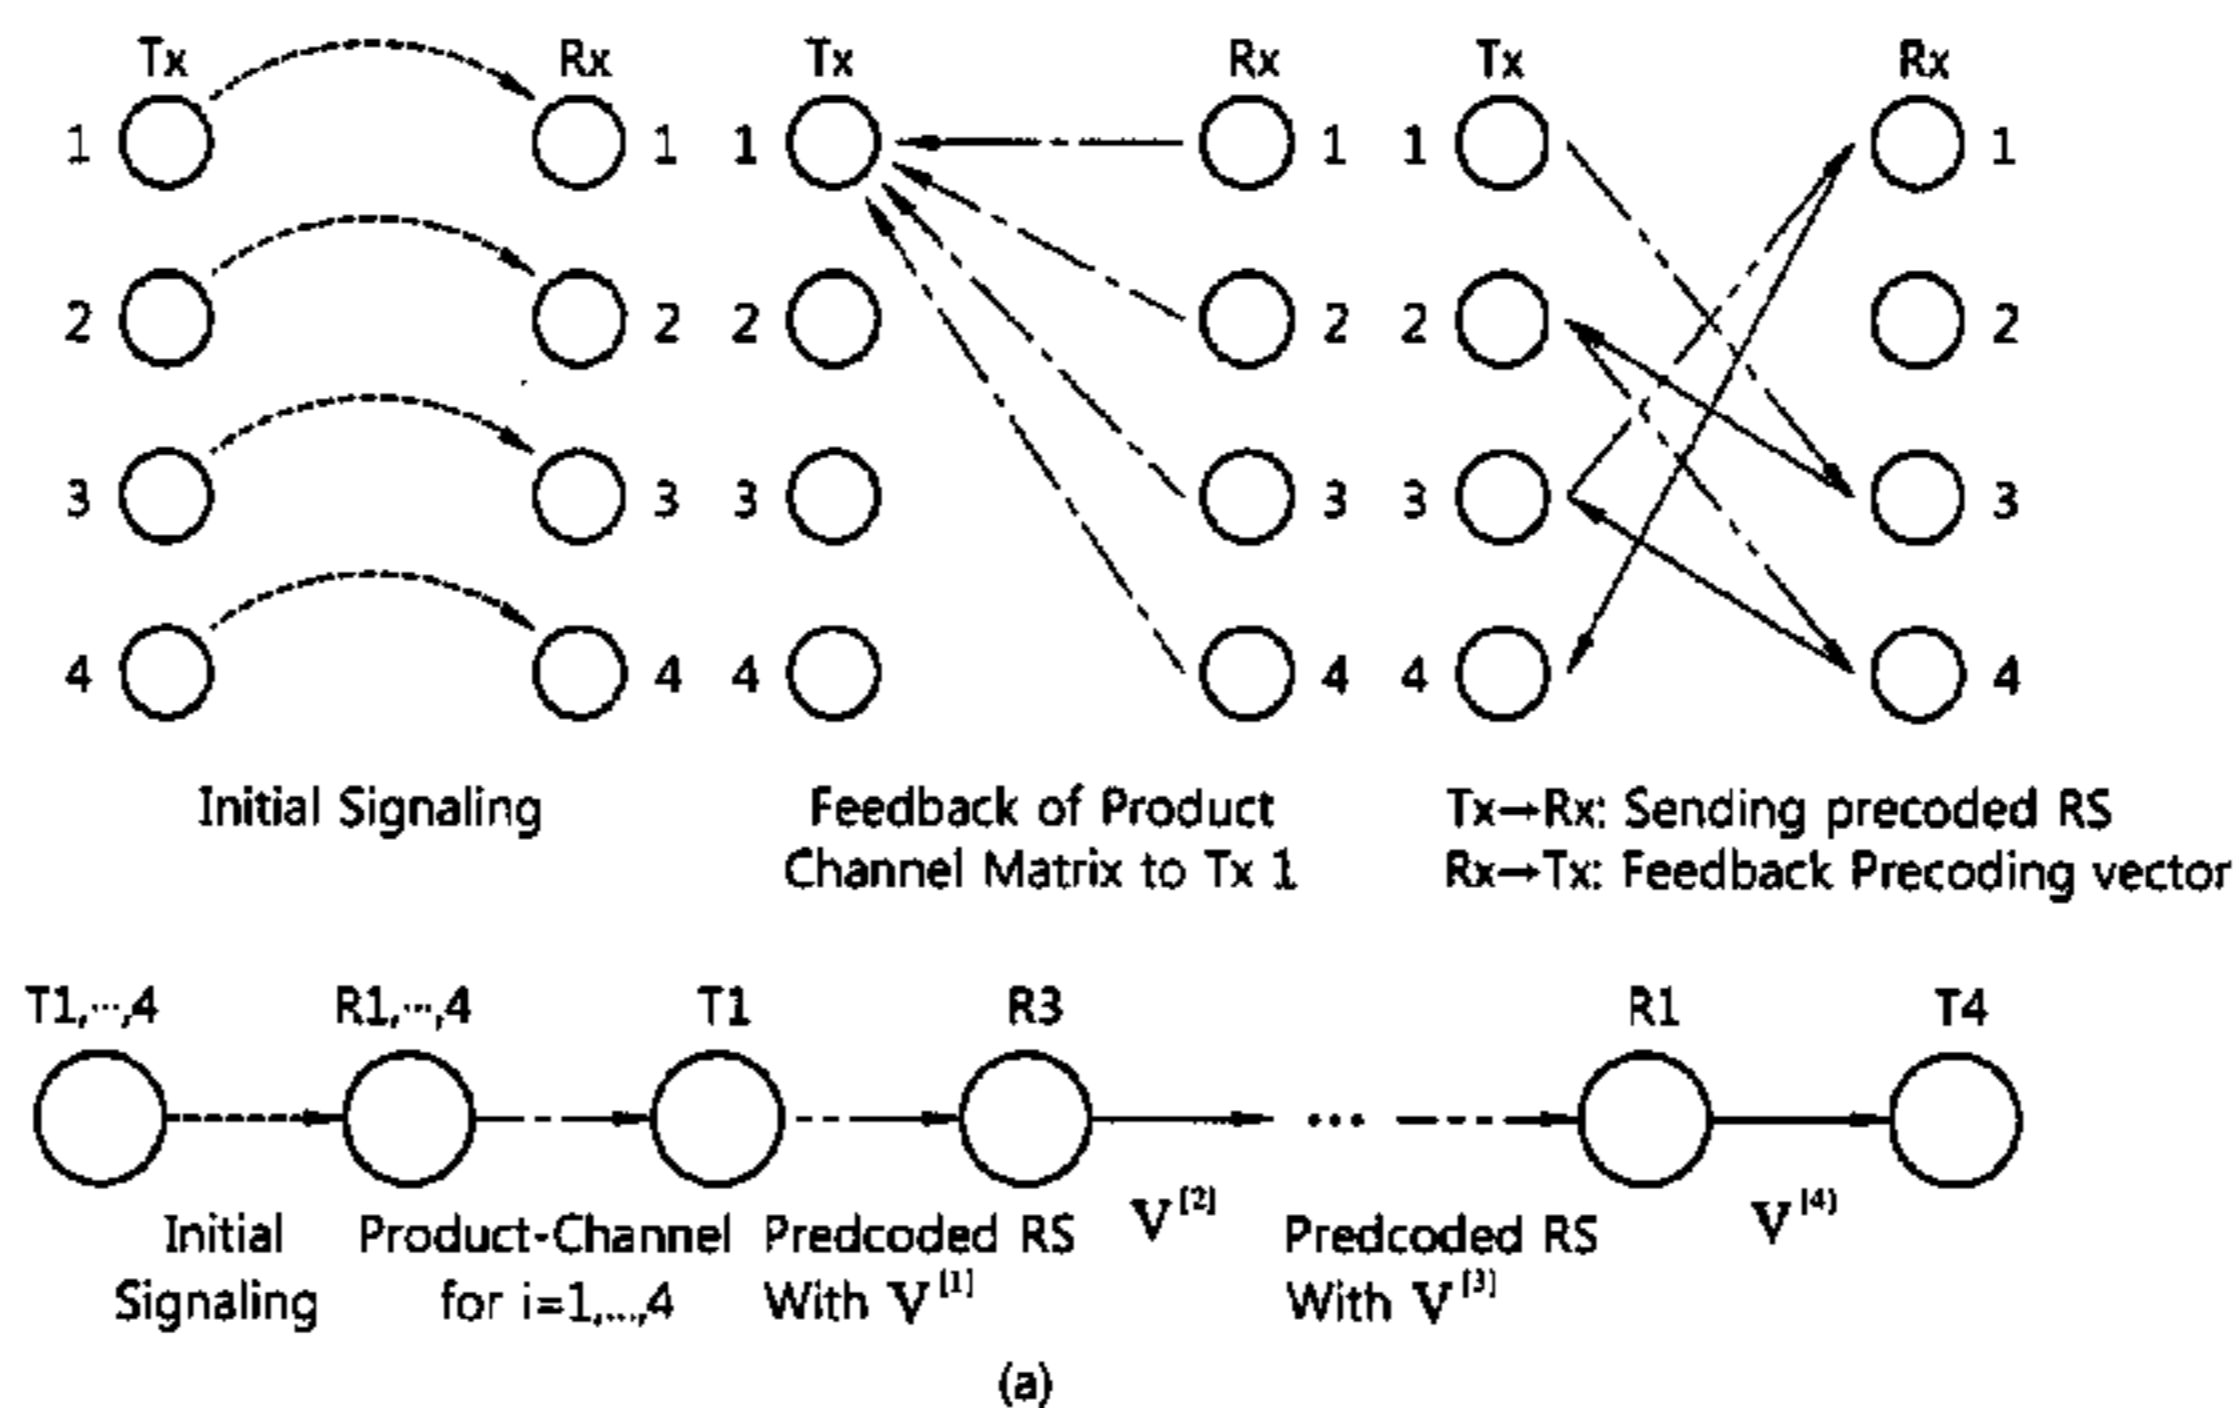 Tx Rx Tx Rx Tx Rx
1 1 1 1 1 1
2 2 2 2 2 2
3 3 3 3 3 3
4 4 4 4 4 4
Initial Signaling
Feedback of Product
Channel Matrix to Tx 1
Tx→Rx: Sending precoded RS
Rx→Tx: Feedback Precoding vector
T1,...,4 R1,...,4 T1 R3 R1 T4
...
Initial
Signaling
Product-Channel
for i=1,...,4
Predcoded RS
With V[1]
V[2]
Predcoded RS
With V[3]
V[4]
(a)